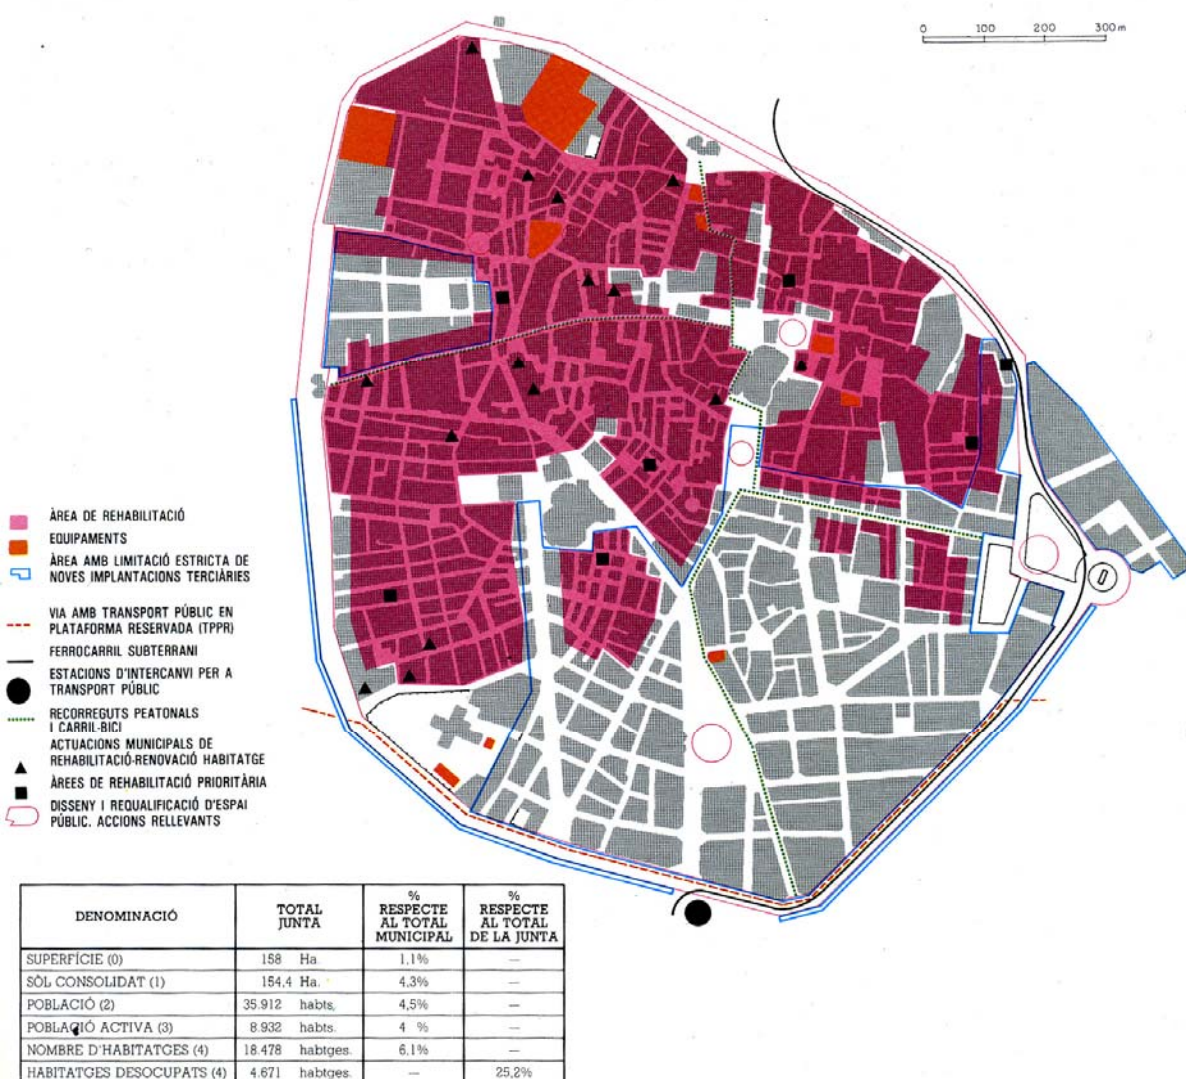 0 100 200 300 m
ÀREA DE REHABILITACIÓ
EQUIPAMENTS
ÀREA AMB LIMITACIÓ ESTRICTA DE
NOVES IMPLANTACIONS TERCIÀRIES
VIA AMB TRANSPORT PÚBLIC EN
PLATAFORMA RESERVADA (TPPR)
FERROCARRIL SUBTERRANI
ESTACIONS D'INTERCANVI PER A
TRANSPORT PÚBLIC
RECORREGUTS PEATONALS
I CARRIL-BICI
ACTUACIONS MUNICIPALS DE
REHABILITACIÓ-RENOVACIÓ HABITATGE
ÀREES DE REHABILITACIÓ PRIORITÀRIA
DISSENY I REQUALIFICACIÓ D'ESPAI
PÚBLIC. ACCIONS RELLEVANTS
DENOMINACIÓ
TOTAL
JUNTA
%
RESPECTE
AL TOTAL
MUNICIPAL
%
RESPECTE
AL TOTAL
DE LA JUNTA
SUPERFÍCIE (0) 158 Ha. 1,1% —
SÒL CONSOLIDAT (1) 154,4 Ha. 4,3% —
POBLACIÓ (2) 35.912 habts. 4,5% —
POBLACIÓ ACTIVA (3) 8.932 habts. 4 % —
NOMBRE D'HABITATGES (4) 18.478 habtges. 6,1% —
HABITATGES DESOCUPATS (4) 4.671 habtges. — 25,2%